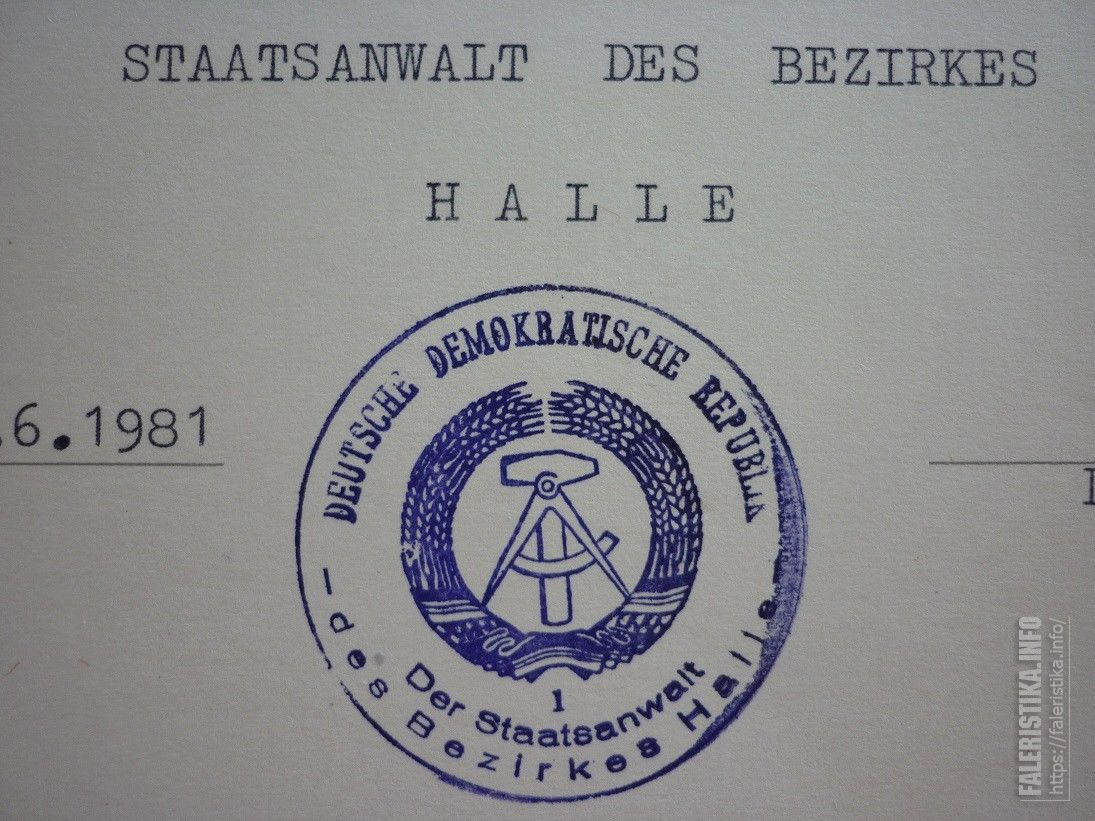 STAATSANWALT DES BEZIRKES
HALLE
.6.1981
DEUTSCHE DEMOKRATISCHE REPUBLIK
1
Der Staatsanwalt
- des Bezirkes Halle -
FALERISTIKA.INFO
https://faleristika.info/